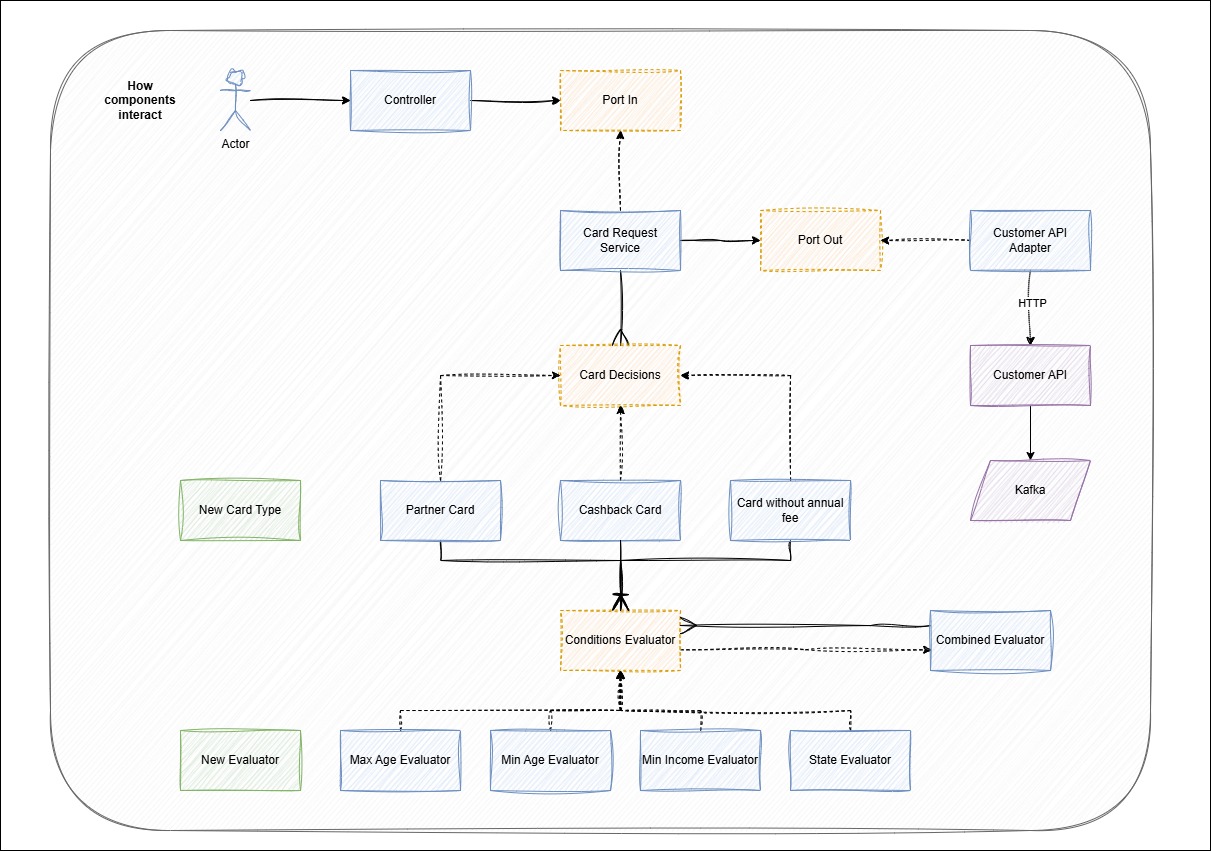 How
components
interact
Actor
Controller
Port In
Card Request
Service
Port Out
Customer API
Adapter
HTTP
Card Decisions
Customer API
New Card Type
Partner Card
Cashback Card
Card without annual
fee
Kafka
Conditions Evaluator
Combined Evaluator
New Evaluator
Max Age Evaluator
Min Age Evaluator
Min Income Evaluator
State Evaluator